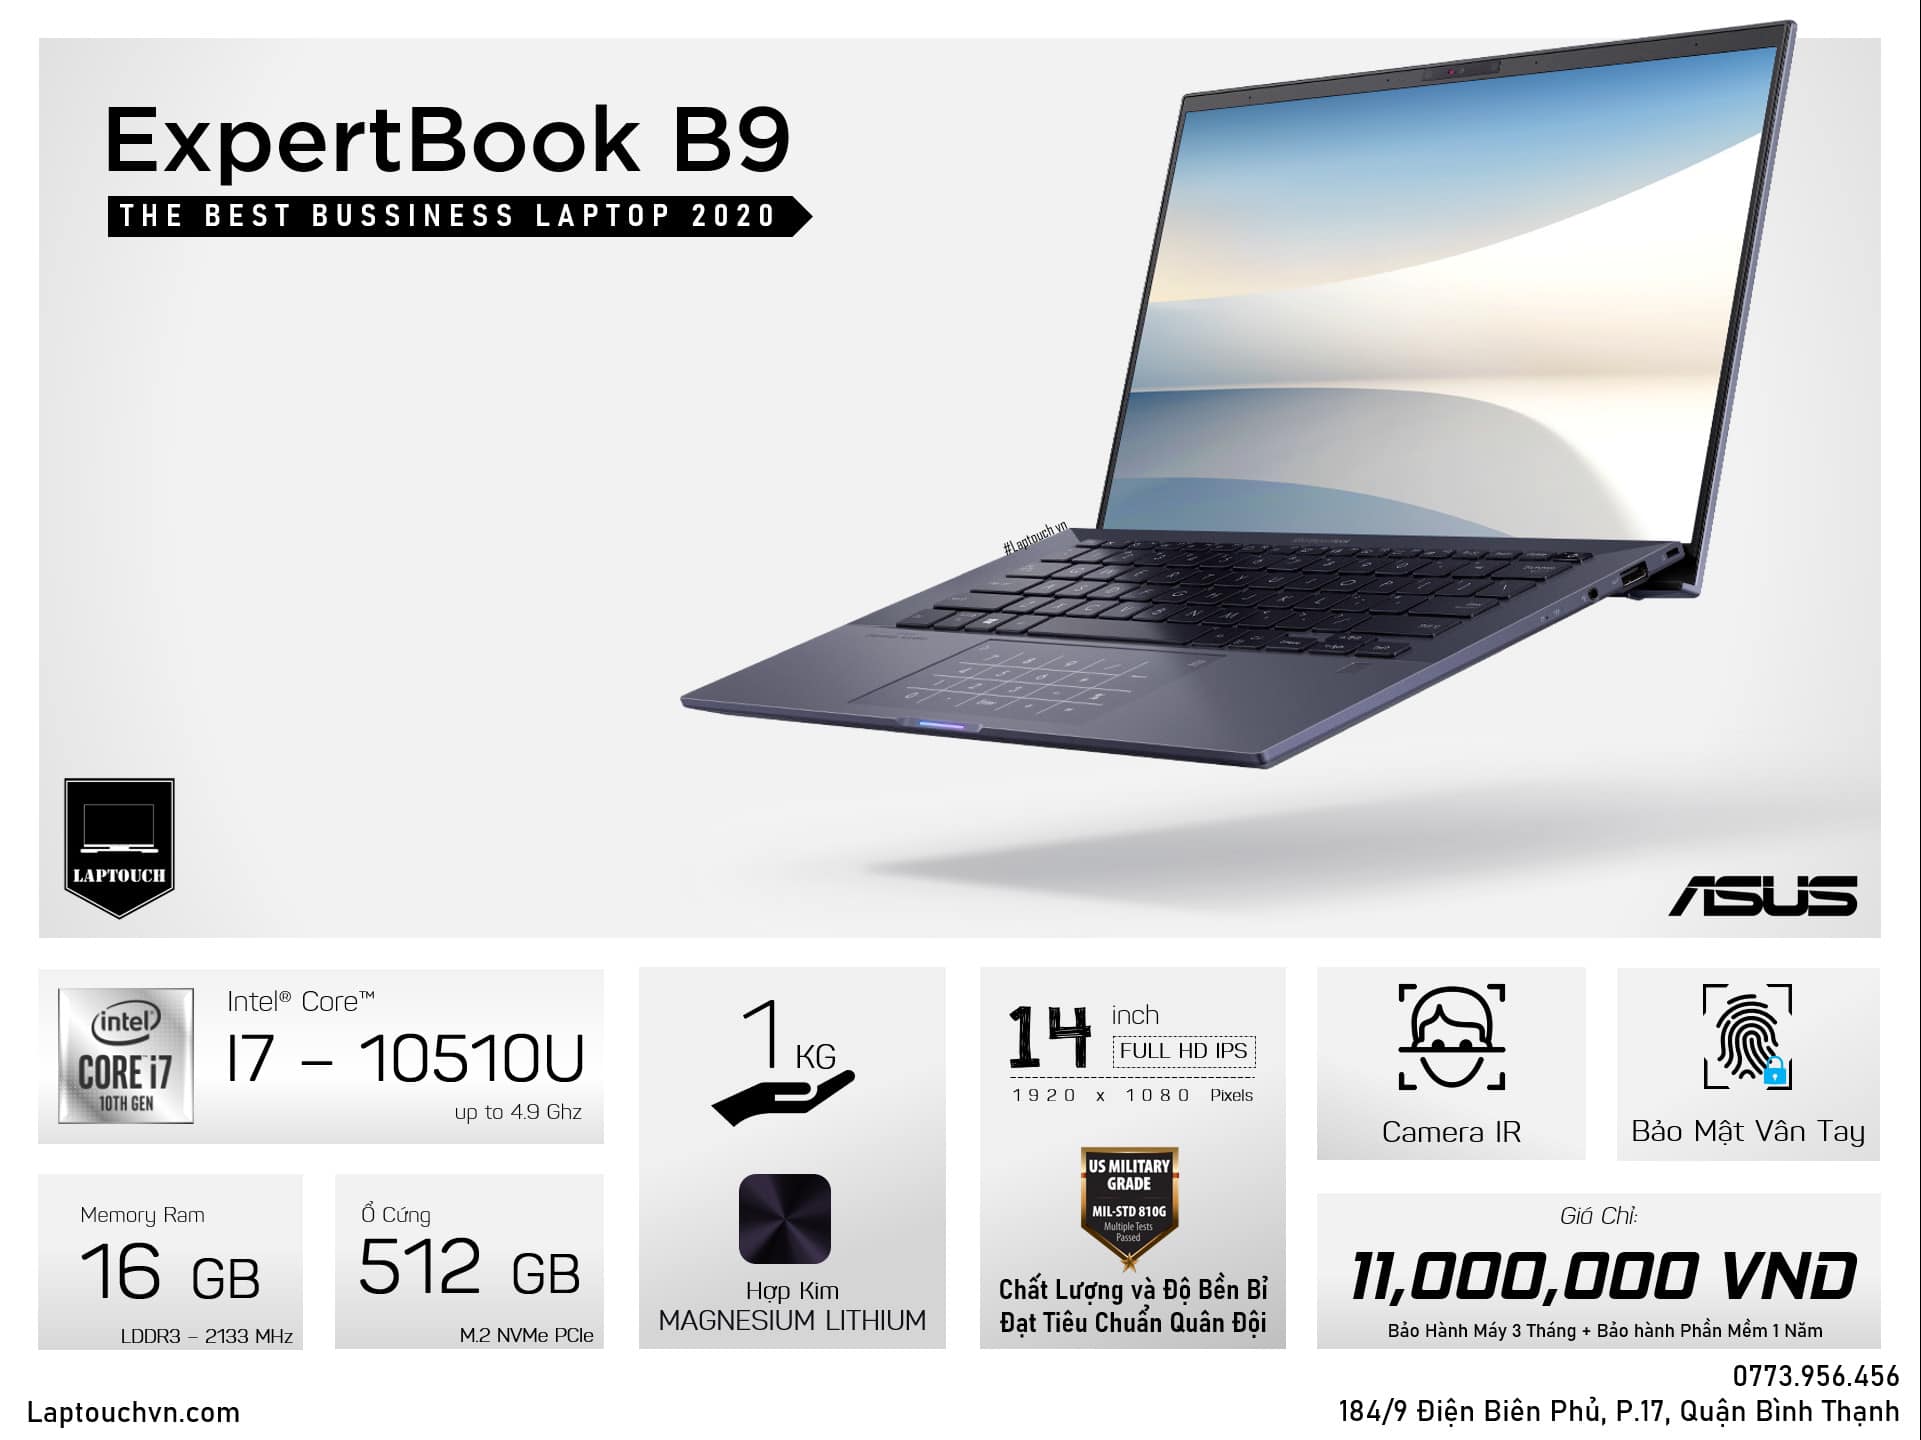 ExpertBook B9
THE BEST BUSSINESS LAPTOP 2020
#Laptouch.vn
LAPTOUCH
ASUS
intel
CORE i7
10TH GEN
Intel® Core™
I7 – 10510U
up to 4.9 Ghz
1 KG
14 inch
FULL HD IPS
1920 x 1080 Pixels
Camera IR
Bảo Mật Vân Tay
Memory Ram
16 GB
LDDR3 – 2133 MHz
Ổ Cứng
512 GB
M.2 NVMe PCIe
Hợp Kim
MAGNESIUM LITHIUM
US MILITARY
GRADE
MIL-STD 810G
Multiple Tests
Passed
Chất Lượng và Độ Bền Bỉ
Đạt Tiêu Chuẩn Quân Đội
Giá Chỉ:
11,000,000 VND
Bảo Hành Máy 3 Tháng + Bảo hành Phần Mềm 1 Năm
0773.956.456
Laptouchvn.com
184/9 Điện Biên Phủ, P.17, Quận Bình Thạnh